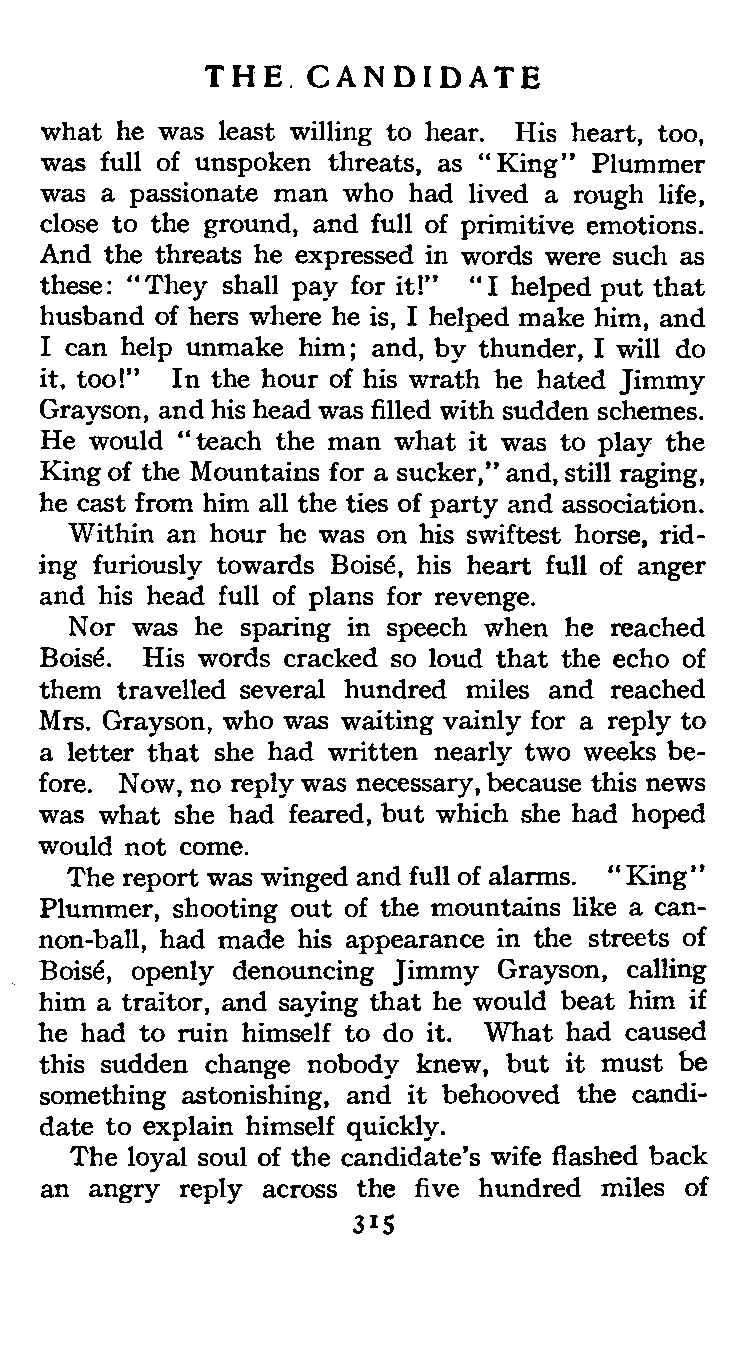 THE CANDIDATE
what he was least willing to hear. His heart, too,
was full of unspoken threats, as "King" Plummer
was a passionate man who had lived a rough life,
close to the ground, and full of primitive emotions.
And the threats he expressed in words were such as
these: "They shall pay for it!" "I helped put that
husband of hers where he is, I helped make him, and
I can help unmake him; and, by thunder, I will do
it, too!" In the hour of his wrath he hated Jimmy
Grayson, and his head was filled with sudden schemes.
He would "teach the man what it was to play the
King of the Mountains for a sucker," and, still raging,
he cast from him all the ties of party and association.
Within an hour he was on his swiftest horse, rid-
ing furiously towards Boisé, his heart full of anger
and his head full of plans for revenge.
Nor was he sparing in speech when he reached
Boisé. His words cracked so loud that the echo of
them travelled several hundred miles and reached
Mrs. Grayson, who was waiting vainly for a reply to
a letter that she had written nearly two weeks be-
fore. Now, no reply was necessary, because this news
was what she had feared, but which she had hoped
would not come.
The report was winged and full of alarms. "King"
Plummer, shooting out of the mountains like a can-
non-ball, had made his appearance in the streets of
Boisé, openly denouncing Jimmy Grayson, calling
him a traitor, and saying that he would beat him if
he had to ruin himself to do it. What had caused
this sudden change nobody knew, but it must be
something astonishing, and it behooved the candi-
date to explain himself quickly.
The loyal soul of the candidate's wife flashed back
an angry reply across the five hundred miles of
315